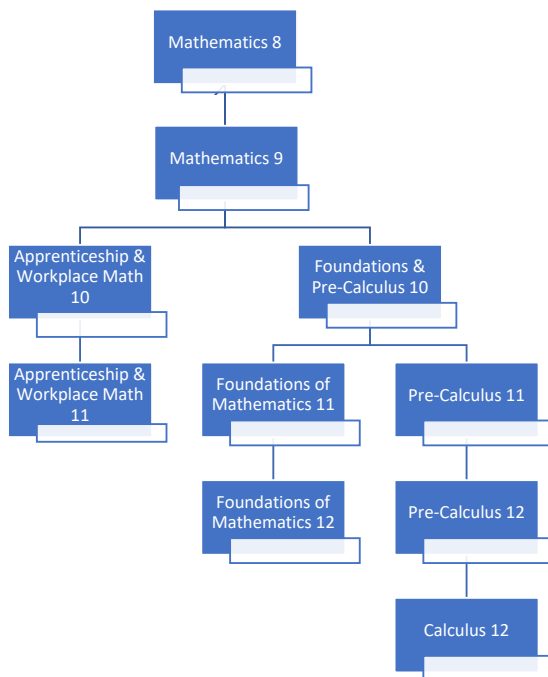 Mathematics 8
Mathematics 9
Apprenticeship &
Workplace Math
10
Foundations &
Pre-Calculus 10
Apprenticeship &
Workplace Math
11
Foundations of
Mathematics 11
Pre-Calculus 11
Foundations of
Mathematics 12
Pre-Calculus 12
Calculus 12